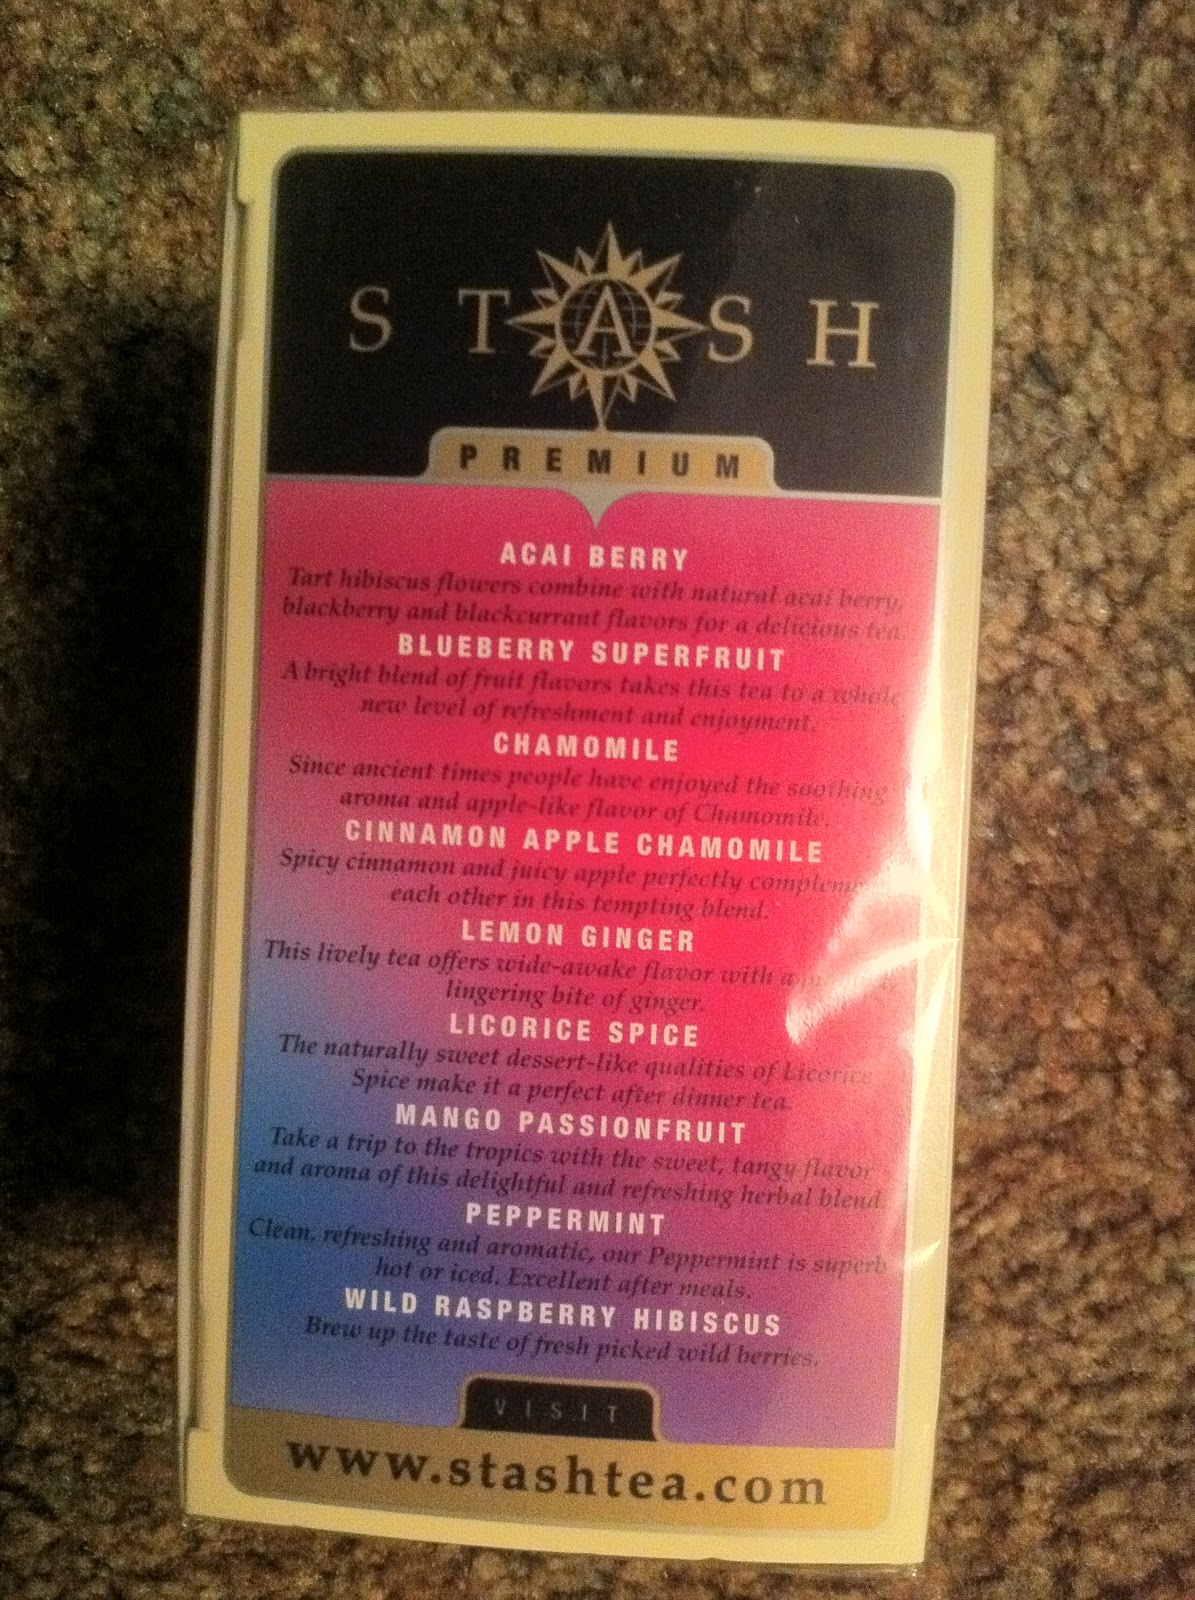 STASH
PREMIUM
ACAI BERRY
Tart hibiscus flowers combine with natural acai berry,
blackberry and blackcurrant flavors for a delicious tea.
BLUEBERRY SUPERFRUIT
A bright blend of fruit flavors takes this tea to a whole
new level of refreshment and enjoyment.
CHAMOMILE
Since ancient times people have enjoyed the soothing
aroma and apple-like flavor of Chamomile.
CINNAMON APPLE CHAMOMILE
Spicy cinnamon and juicy apple perfectly
each other in this tempting blend.
LEMON GINGER
This lively tea offers wide-awake flavor with
lingering bite of ginger.
LICORICE SPICE
The naturally sweet dessert-like qualities of Licorice
Spice make it a perfect after dinner tea.
MANGO PASSIONFRUIT
Take a trip to the tropics with the sweet, tangy flavor
and aroma of this delightful and refreshing herbal blend.
PEPPERMINT
Clean, refreshing and aromatic, our Peppermint is superb
hot or iced. Excellent after meals.
WILD RASPBERRY HIBISCUS
Brew up the taste of fresh picked wild berries.
VISIT
www.stashtea.com